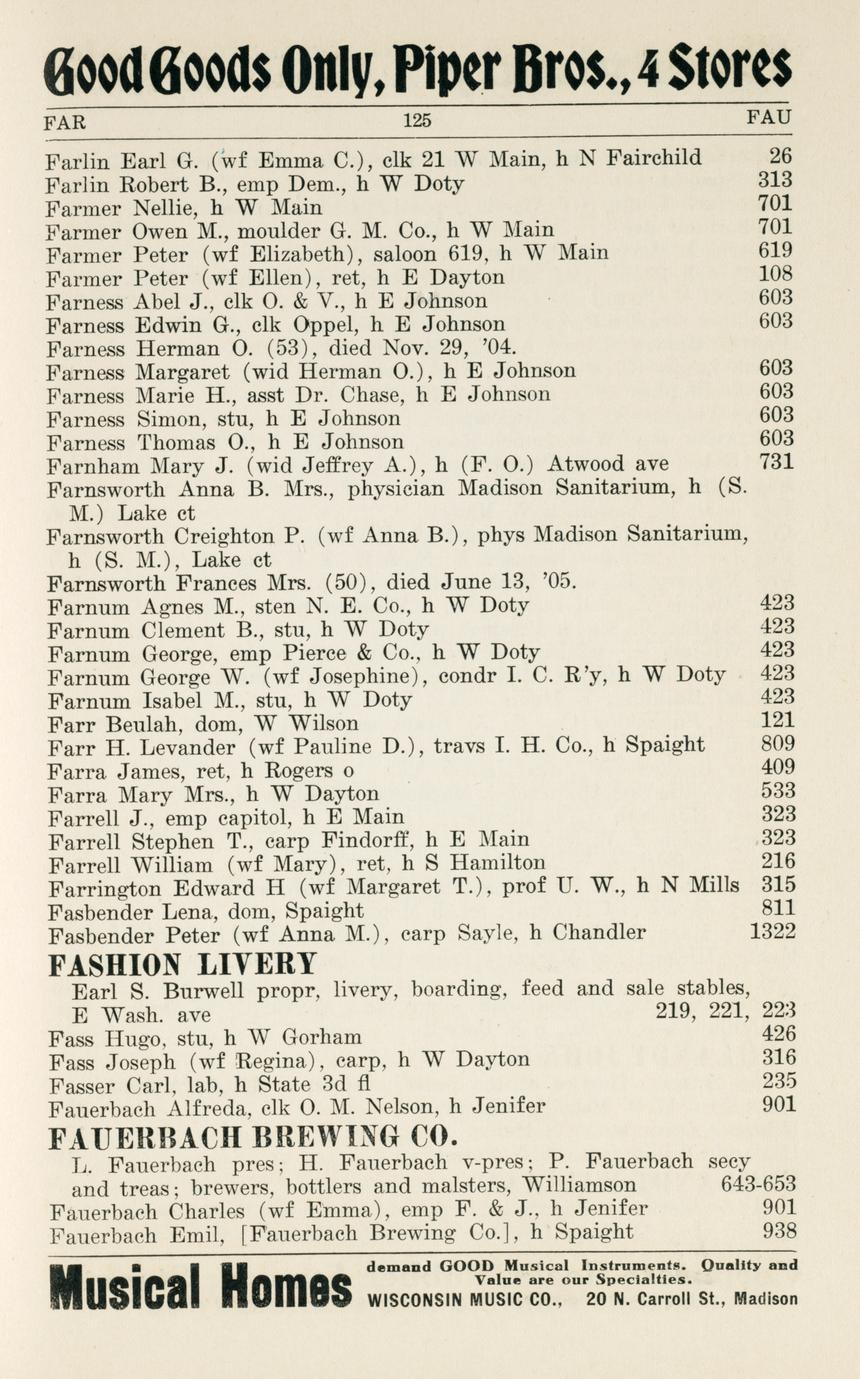 Good Goods Only, Piper Bros., 4 Stores
FAR 125 FAU
Farlin Earl G. (wf Emma C.), clk 21 W Main, h N Fairchild 26
Farlin Robert B., emp Dem., h W Doty 313
Farmer Nellie, h W Main 701
Farmer Owen M., moulder G. M. Co., h W Main 701
Farmer Peter (wf Elizabeth), saloon 619, h W Main 619
Farmer Peter (wf Ellen), ret, h E Dayton 108
Farness Abel J., clk O. & V., h E Johnson 603
Farness Edwin G., clk Oppel, h E Johnson 603
Farness Herman O. (53), died Nov. 29, '04.
Farness Margaret (wid Herman O.), h E Johnson 603
Farness Marie H., asst Dr. Chase, h E Johnson 603
Farness Simon, stu, h E Johnson 603
Farness Thomas O., h E Johnson 603
Farnham Mary J. (wid Jeffrey A.), h (F. O.) Atwood ave 731
Farnsworth Anna B. Mrs., physician Madison Sanitarium, h (S.
M.) Lake ct
Farnsworth Creighton P. (wf Anna B.), phys Madison Sanitarium,
h (S. M.), Lake ct
Farnsworth Frances Mrs. (50), died June 13, '05.
Farnum Agnes M., sten N. E. Co., h W Doty 423
Farnum Clement B., stu, h W Doty 423
Farnum George, emp Pierce & Co., h W Doty 423
Farnum George W. (wf Josephine), condr I. C. R'y, h W Doty 423
Farnum Isabel M., stu, h W Doty 423
Farr Beulah, dom, W Wilson 121
Farr H. Levander (wf Pauline D.), travs I. H. Co., h Spaight 809
Farra James, ret, h Rogers o 409
Farra Mary Mrs., h W Dayton 533
Farrell J., emp capitol, h E Main 323
Farrell Stephen T., carp Findorff, h E Main 323
Farrell William (wf Mary), ret, h S Hamilton 216
Farrington Edward H (wf Margaret T.), prof U. W., h N Mills 315
Fasbender Lena, dom, Spaight 811
Fasbender Peter (wf Anna M.), carp Sayle, h Chandler 1322
FASHION LIVERY
Earl S. Burwell propr, livery, boarding, feed and sale stables,
E Wash. ave 219, 221, 223
Fass Hugo, stu, h W Gorham 426
Fass Joseph (wf Regina), carp, h W Dayton 316
Fasser Carl, lab, h State 3d fl 235
Fauerbach Alfreda, clk O. M. Nelson, h Jenifer 901
FAUERBACH BREWING CO.
L. Fauerbach pres; H. Fauerbach v-pres; P. Fauerbach secy
and treas; brewers, bottlers and malsters, Williamson 643-653
Fauerbach Charles (wf Emma), emp F. & J., h Jenifer 901
Fauerbach Emil, [Fauerbach Brewing Co.], h Spaight 938
Musical Homes demand GOOD Musical Instruments. Quality and
Value are our Specialties.
WISCONSIN MUSIC CO., 20 N. Carroll St., Madison